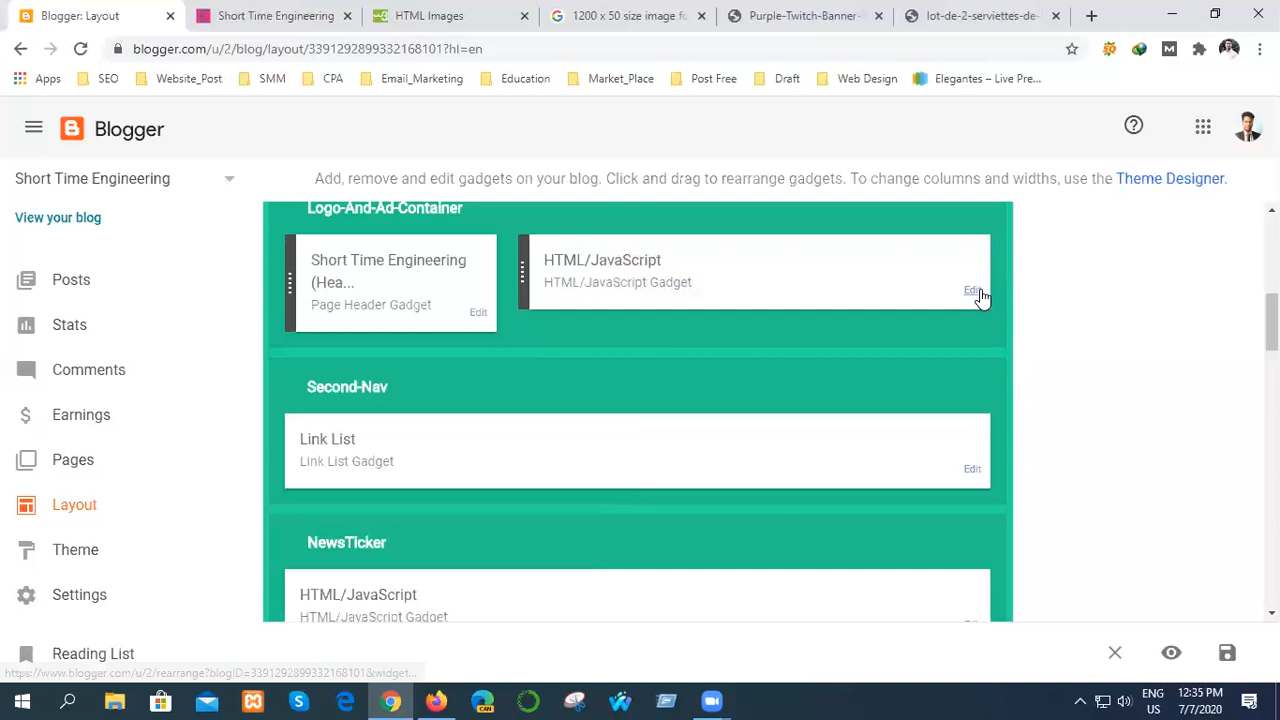 Blogger: Layout
Short Time Engineering
HTML Images
1200 x 50 size image fo
Purple-Twitch-Banner-
lot-de-2-serviettes-de-
blogger.com/u/2/blog/layout/3391292899332168101?hl=en
Apps
SEO
Website_Post
SMM
CPA
Email_Marketing
Education
Market_Place
Post Free
Draft
Web Design
Elegantes – Live Pre...
Blogger
Short Time Engineering
Add, remove and edit gadgets on your blog. Click and drag to rearrange gadgets. To change columns and widths, use the Theme Designer.
View your blog
Posts
Stats
Comments
Earnings
Pages
Layout
Theme
Settings
Reading List
Logo-And-Ad-Container
Short Time Engineering
(Hea...
Page Header Gadget
Edit
HTML/JavaScript
HTML/JavaScript Gadget
Edit
Second-Nav
Link List
Link List Gadget
Edit
NewsTicker
HTML/JavaScript
HTML/JavaScript Gadget
https://www.blogger.com/u/2/rearrange?blogID=3391292899332168101&widget...
CAN
ENG
US
12:35 PM
7/7/2020